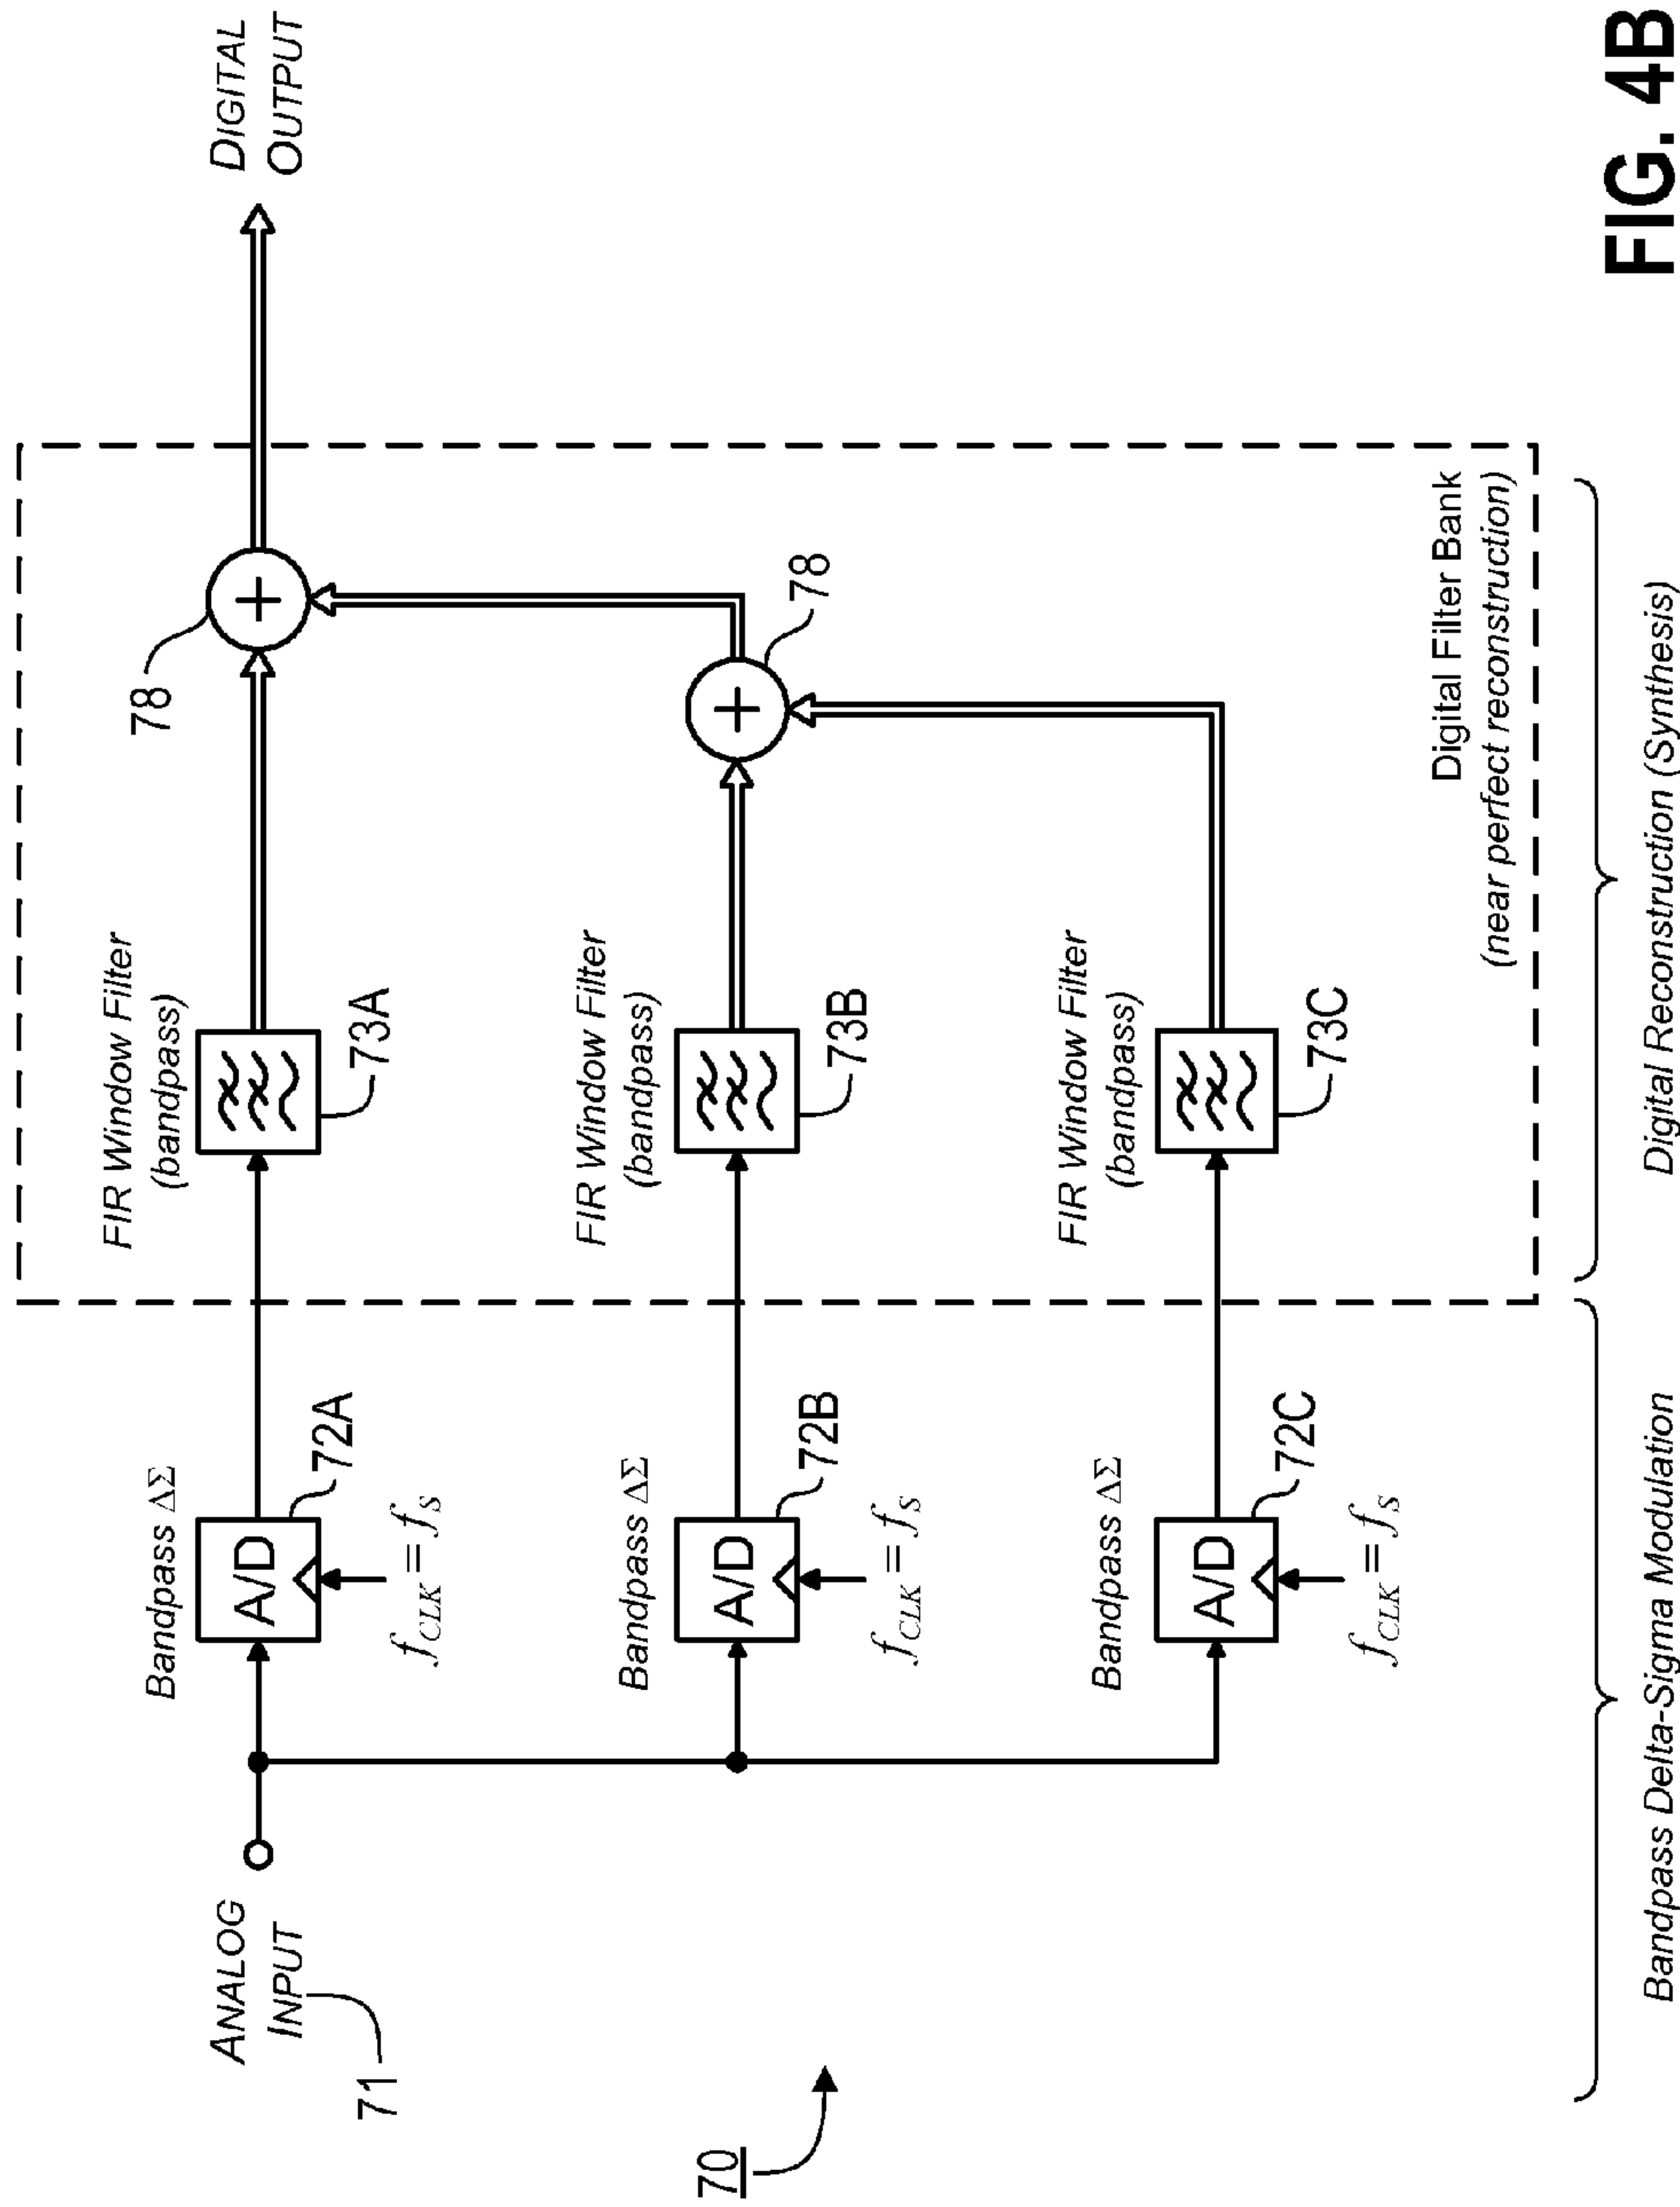 ANALOG
INPUT
71
70
Bandpass ΔΣ
A/D
72A
f_CLK = f_S
FIR Window Filter
(bandpass)
73A
78
DIGITAL
OUTPUT
Bandpass ΔΣ
A/D
72B
f_CLK = f_S
FIR Window Filter
(bandpass)
73B
78
Bandpass ΔΣ
A/D
72C
f_CLK = f_S
FIR Window Filter
(bandpass)
73C
Digital Filter Bank
(near perfect reconstruction)
Bandpass Delta-Sigma Modulation
Digital Reconstruction (Synthesis)
FIG. 4B